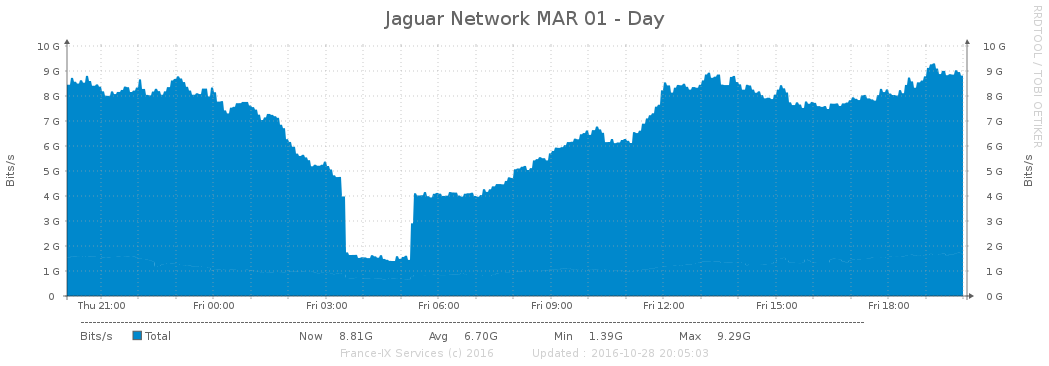 Jaguar Network MAR 01 - Day
RRDTOOL / TOBI OETIKER
Bits/s
Bits/s
10 G 10 G
9 G 9 G
8 G 8 G
7 G 7 G
6 G 6 G
5 G 5 G
4 G 4 G
3 G 3 G
2 G 2 G
1 G 1 G
0 0 G
Thu 21:00 Fri 00:00 Fri 03:00 Fri 06:00 Fri 09:00 Fri 12:00 Fri 15:00 Fri 18:00
Bits/s Total Now 8.81G Avg 6.70G Min 1.39G Max 9.29G
France-IX Services (c) 2016 Updated : 2016-10-28 20:05:03